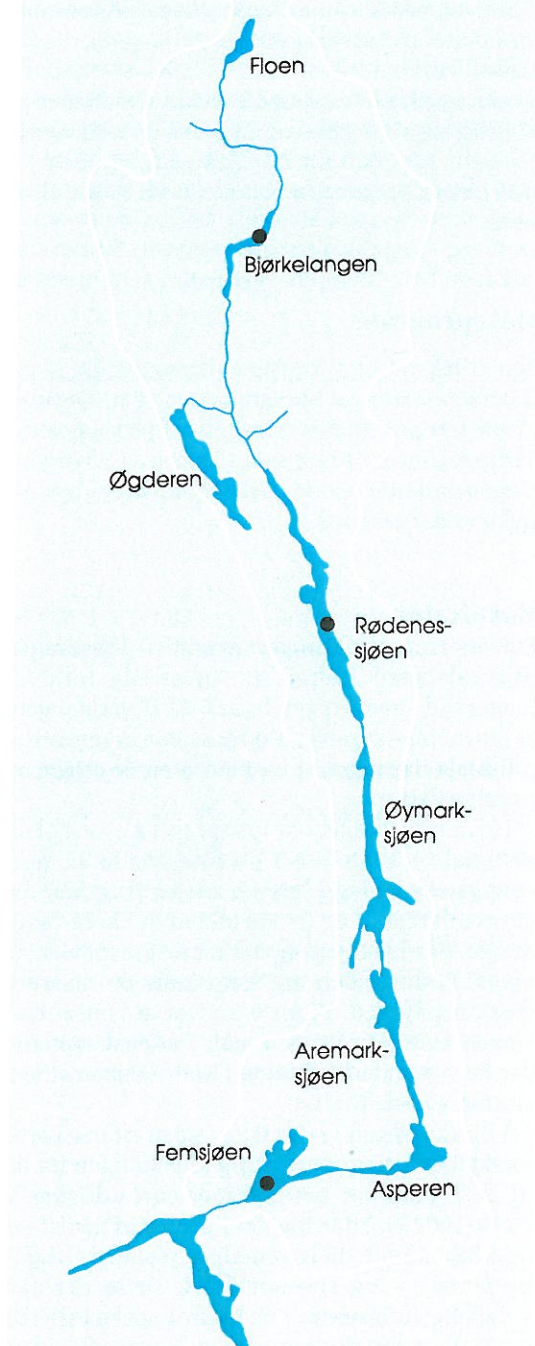 Floen
Bjørkelangen
Øgderen
Rødenes-
sjøen
Øymark-
sjøen
Aremark-
sjøen
Femsjøen
Asperen